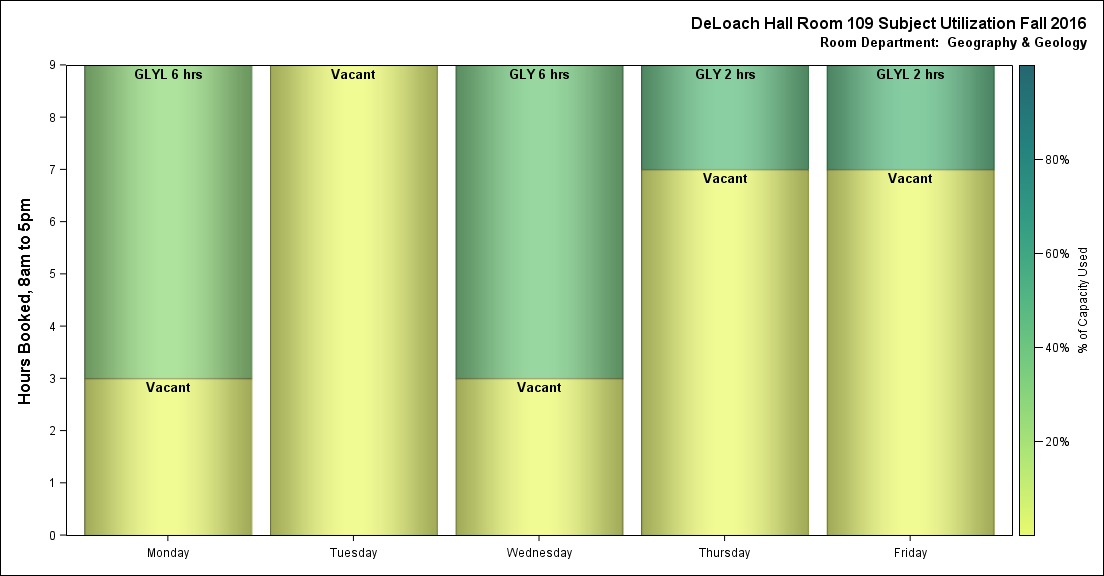 DeLoach Hall Room 109 Subject Utilization Fall 2016
Room Department: Geography & Geology
Hours Booked, 8am to 5pm
9
8
7
6
5
4
3
2
1
0
GLYL 6 hrs
Vacant
Vacant
GLY 6 hrs
Vacant
GLY 2 hrs
Vacant
GLYL 2 hrs
Vacant
Monday
Tuesday
Wednesday
Thursday
Friday
80%
60%
40%
20%
% of Capacity Used